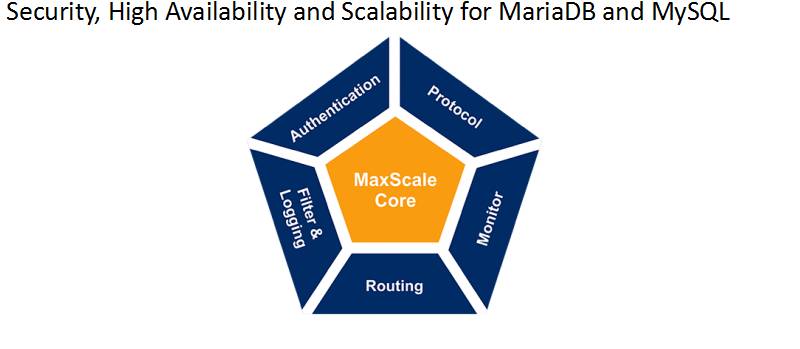 Security, High Availability and Scalability for MariaDB and MySQL
Authentication
Protocol
MaxScale
Core
Filter &
Logging
Monitor
Routing